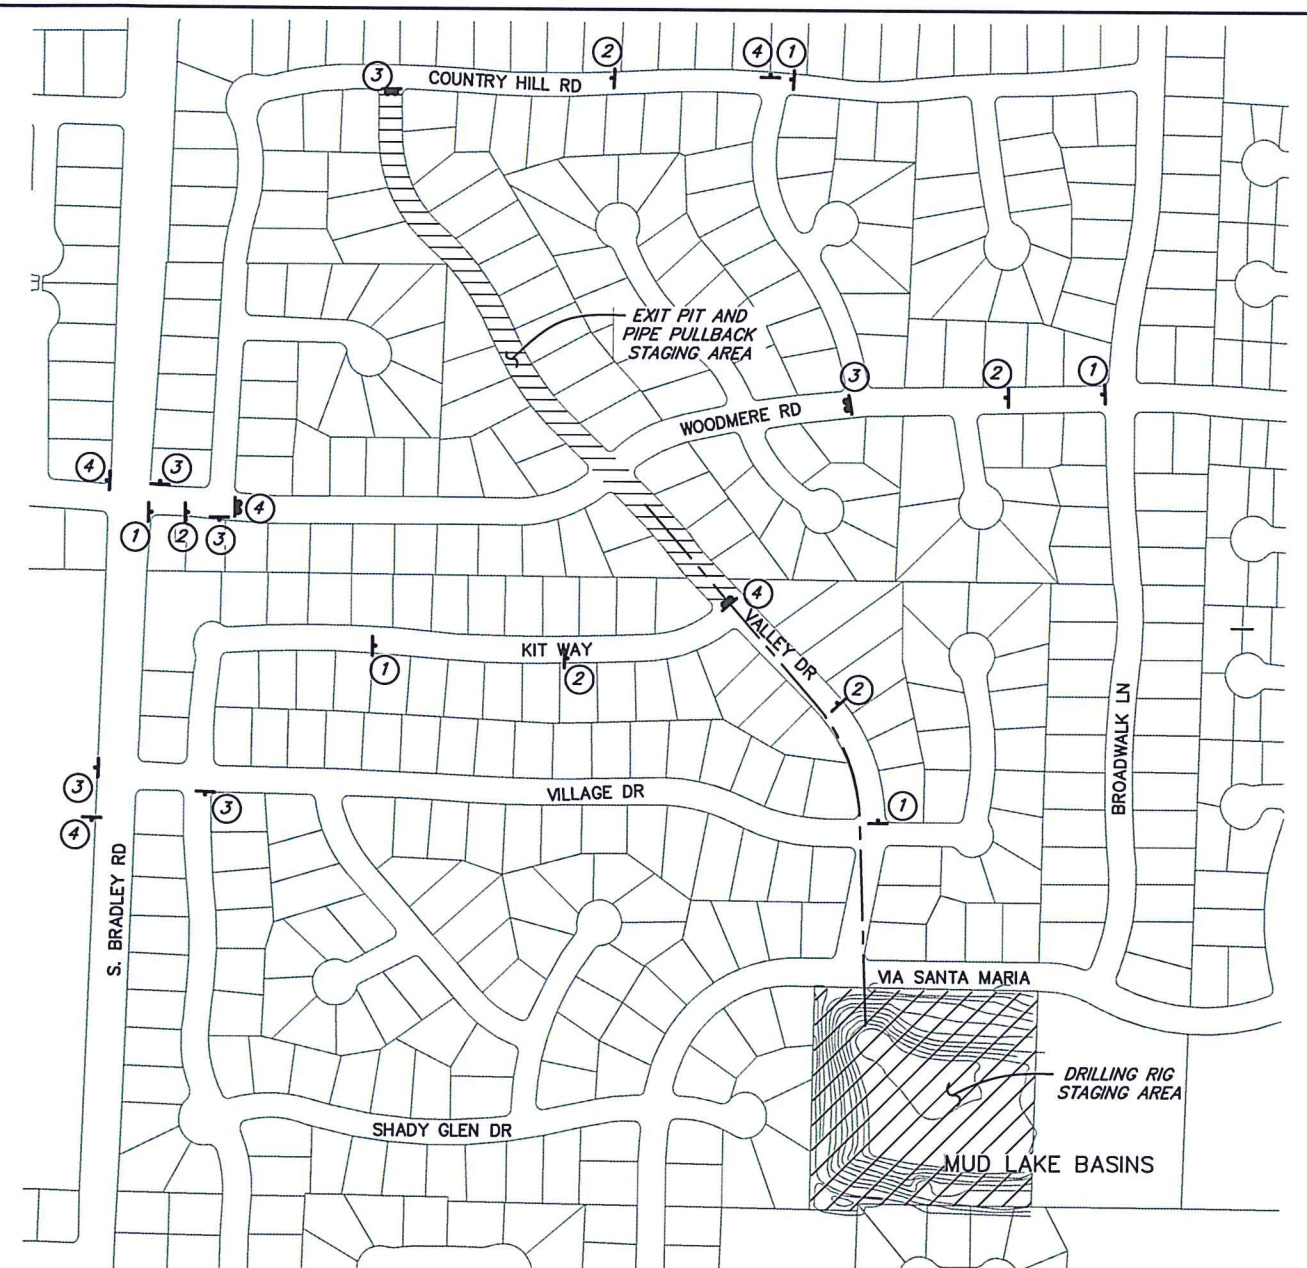 2
4
1
3
COUNTRY HILL RD
EXIT PIT AND
PIPE PULLBACK
STAGING AREA
3
2
1
WOODMERE RD
4
3
4
1
2
3
4
VALLEY DR
KIT WAY
1
2
2
BROADWALK LN
3
3
4
VILLAGE DR
1
S. BRADLEY RD
VIA SANTA MARIA
DRILLING RIG
STAGING AREA
SHADY GLEN DR
MUD LAKE BASINS